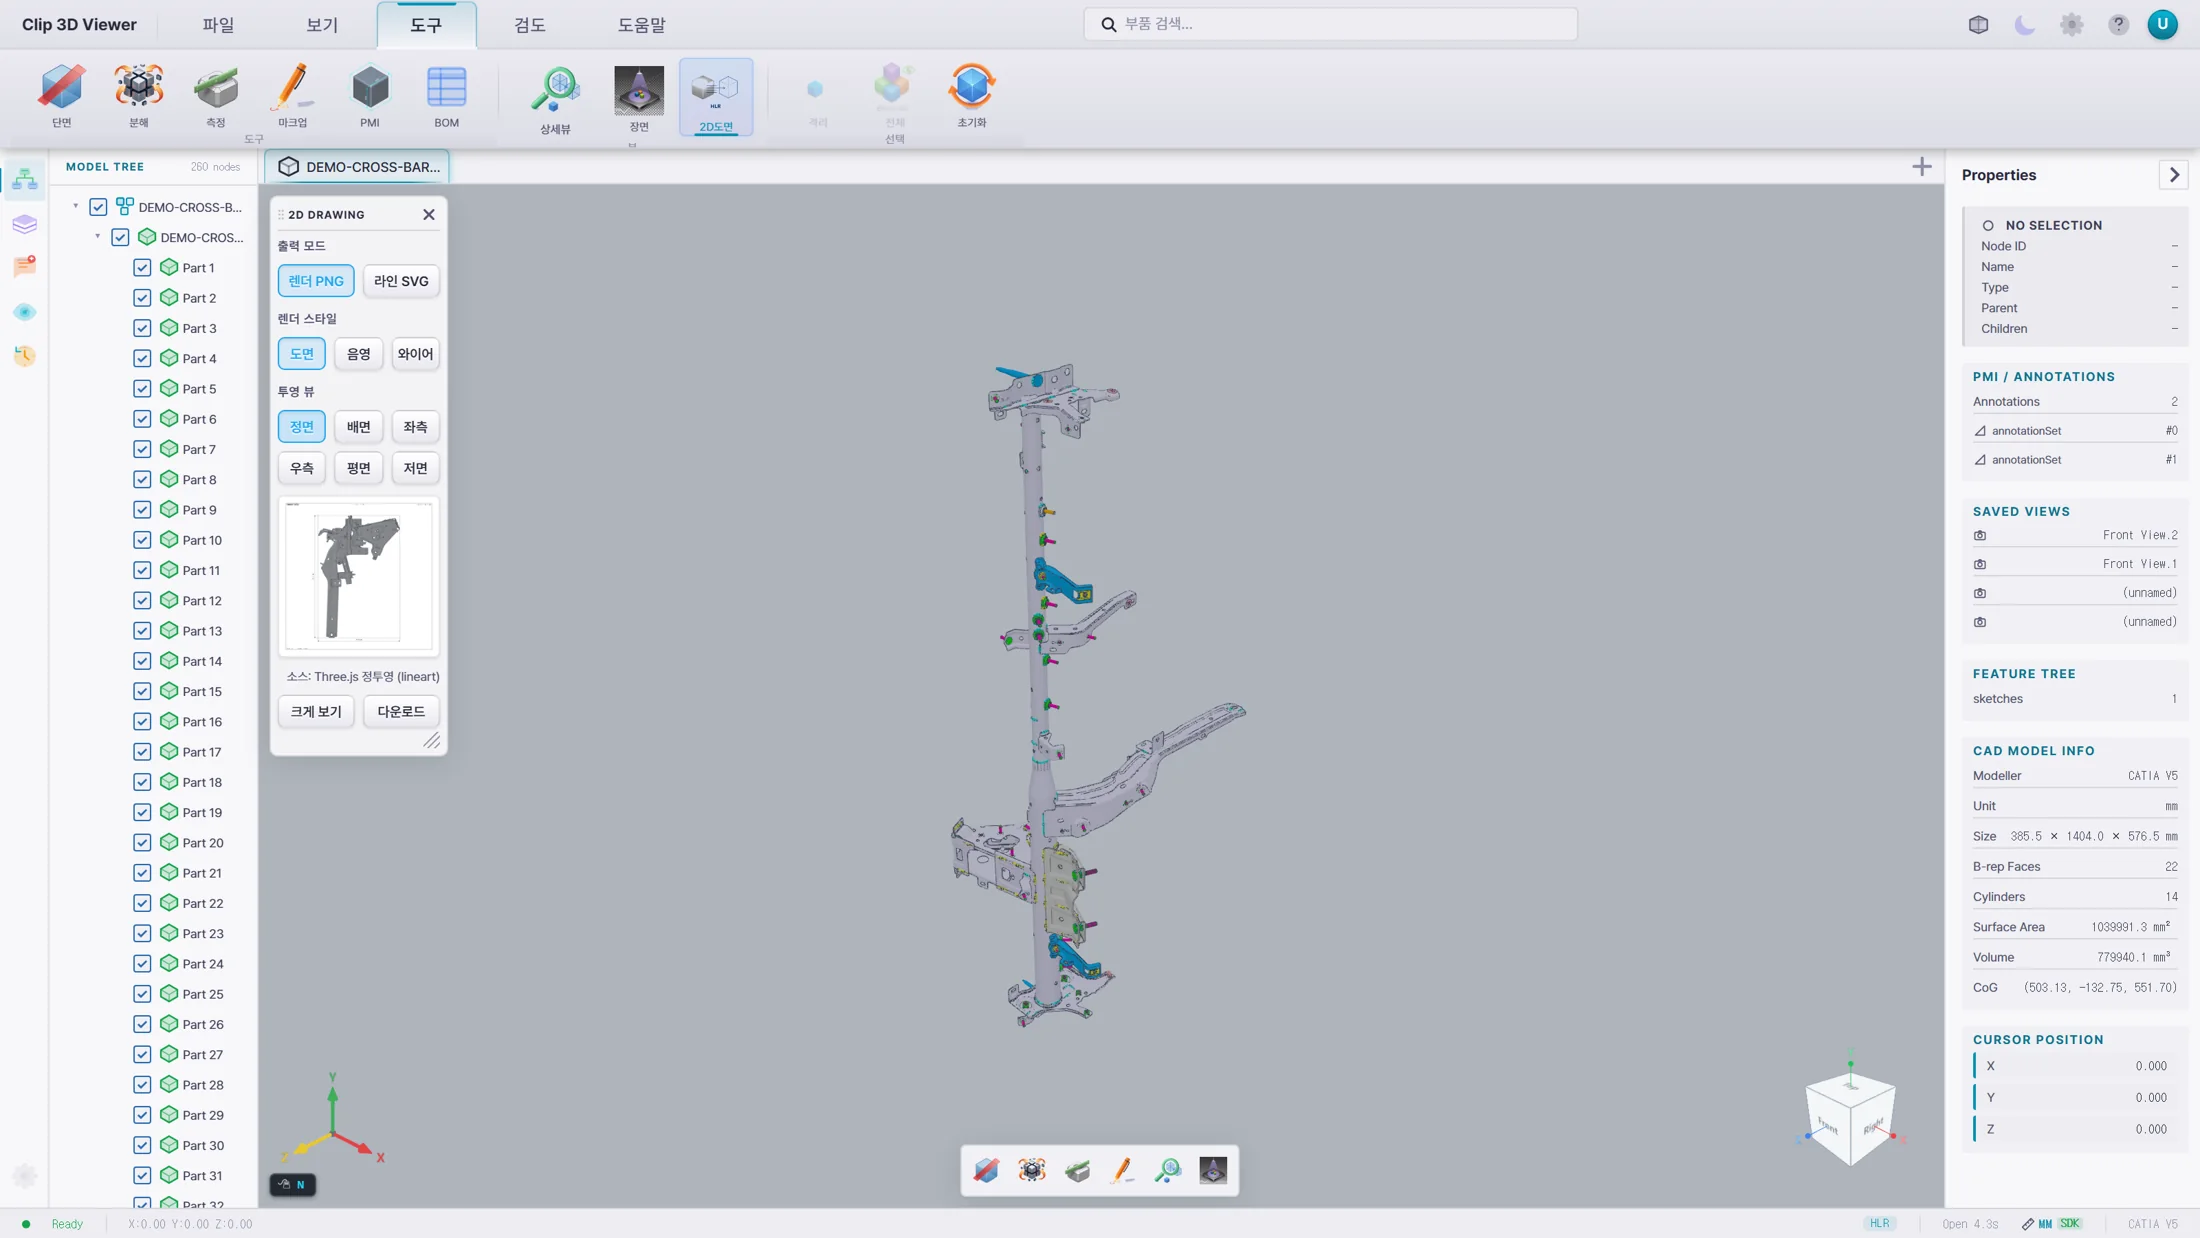 Clip 3D Viewer
파일
보기
도구
검도
도움말
부품 검색...
U
단면
분해
측정
마크업
PMI
BOM
도구
상세뷰
장면
HLR
2D도면
뷰
격리
전체
선택
초기화
MODEL TREE
260 nodes
DEMO-CROSS-B...
DEMO-CROS...
Part 1
Part 2
Part 3
Part 4
Part 5
Part 6
Part 7
Part 8
Part 9
Part 10
Part 11
Part 12
Part 13
Part 14
Part 15
Part 16
Part 17
Part 18
Part 19
Part 20
Part 21
Part 22
Part 23
Part 24
Part 25
Part 26
Part 27
Part 28
Part 29
Part 30
Part 31
Part 32
DEMO-CROSS-BAR...
2D DRAWING
출력 모드
렌더 PNG
라인 SVG
렌더 스타일
도면
음영
와이어
투영 뷰
정면
배면
좌측
우측
평면
저면
소스: Three.js 정투영 (lineart)
크게 보기
다운로드
Y
Z
X
N
Front
Right
Properties
NO SELECTION
Node ID –
Name –
Type –
Parent –
Children –
PMI / ANNOTATIONS
Annotations 2
annotationSet #0
annotationSet #1
SAVED VIEWS
Front View.2
Front View.1
(unnamed)
(unnamed)
FEATURE TREE
sketches 1
CAD MODEL INFO
Modeller CATIA V5
Unit mm
Size 385.5 × 1404.0 × 576.5 mm
B-rep Faces 22
Cylinders 14
Surface Area 1039991.3 mm²
Volume 779940.1 mm³
CoG (503.13, -132.75, 551.70)
CURSOR POSITION
X 0.000
Y 0.000
Z 0.000
Ready
X:0.00 Y:0.00 Z:0.00
HLR
Open 4.3s
MM
SDK
CATIA V5